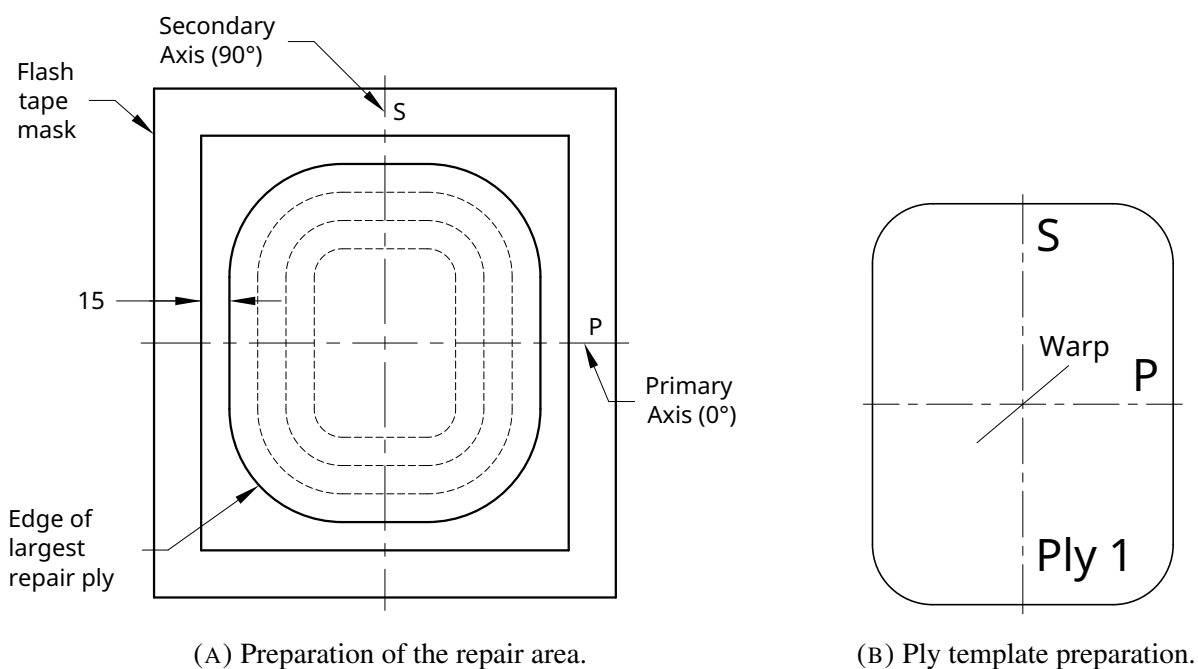 Secondary
Axis (90°)
Flash
tape
mask
S
15
P
Primary
Axis (0°)
Edge of
largest
repair ply
(A) Preparation of the repair area.
S
Warp
P
Ply 1
(B) Ply template preparation.